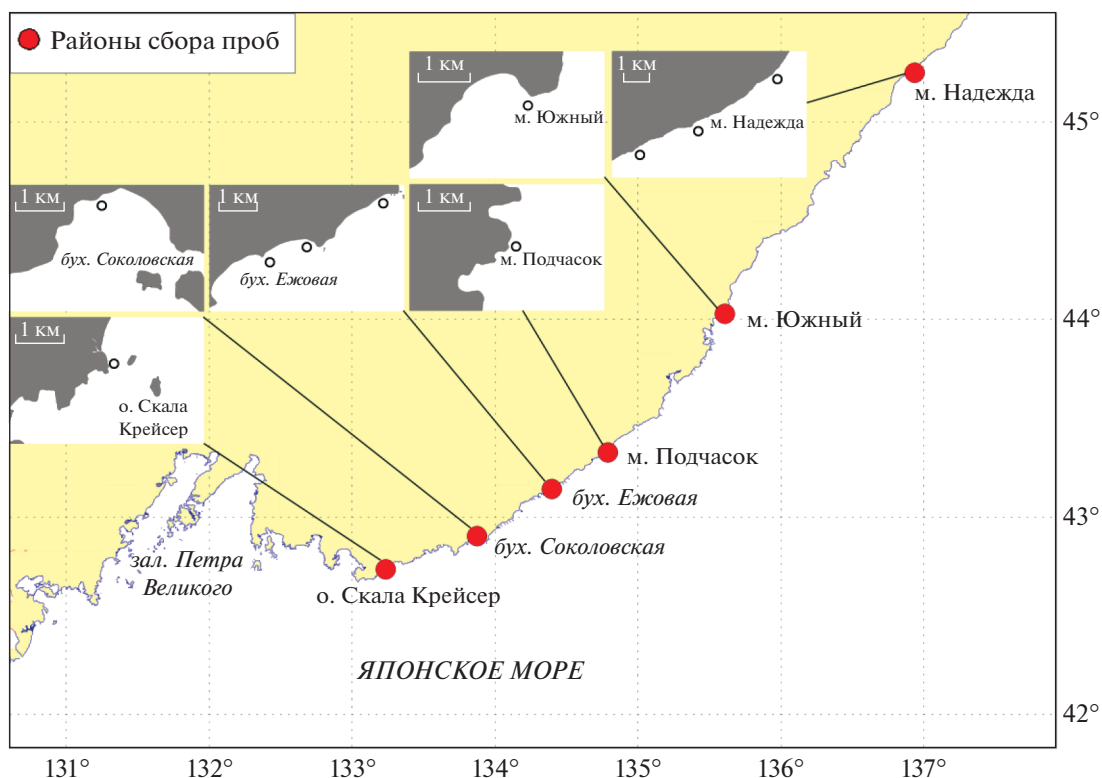 Районы сбора проб
1 км
м. Южный
1 км
м. Надежда
м. Надежда
45°
1 км
бух. Соколовская
1 км
бух. Ежовая
1 км
м. Подчасок
м. Южный
44°
1 км
о. Скала
Крейсер
м. Подчасок
бух. Ежовая
43°
бух. Соколовская
зал. Петра
Великого
о. Скала Крейсер
ЯПОНСКОЕ МОРЕ
42°
131°
132°
133°
134°
135°
136°
137°